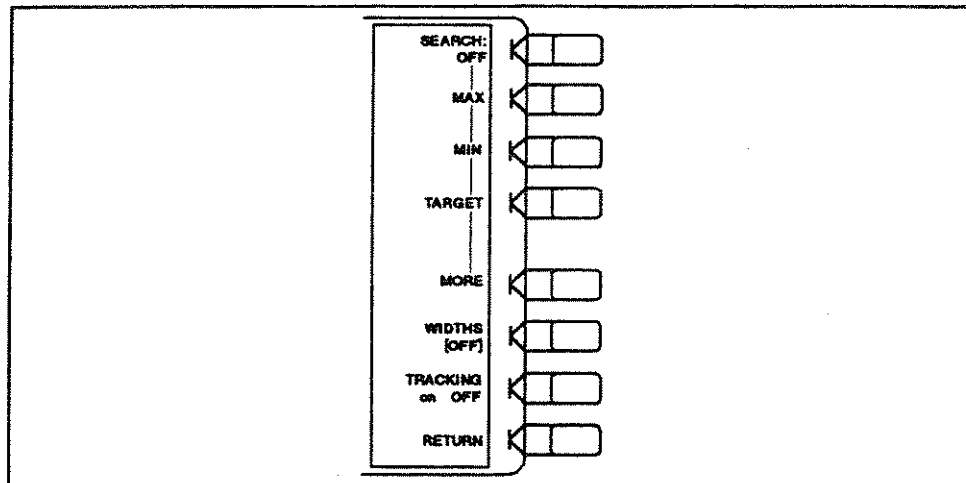 SEARCH:
OFF
MAX
MIN
TARGET
MORE
WIDTHS
[OFF]
TRACKING
on OFF
RETURN